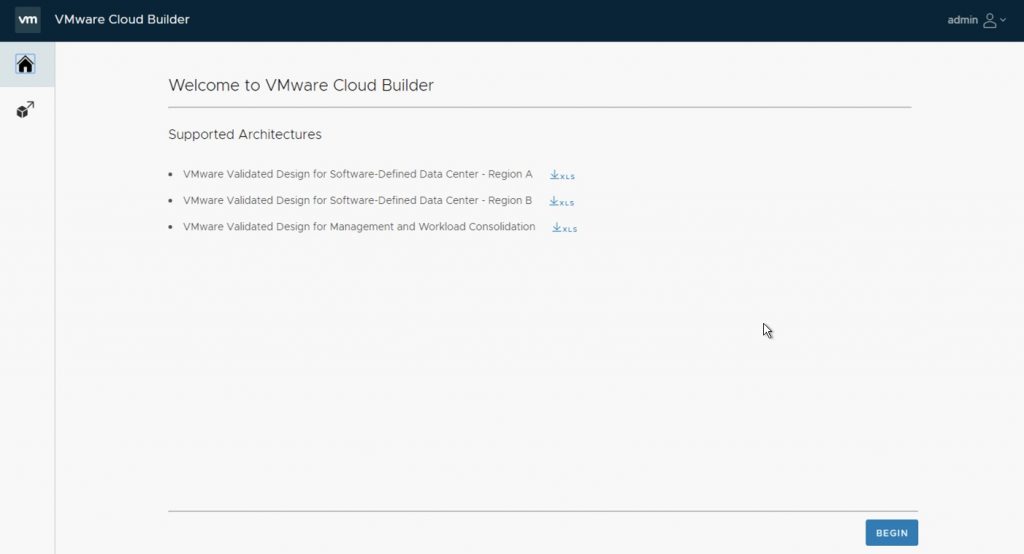 vm VMware Cloud Builder admin
Welcome to VMware Cloud Builder
Supported Architectures
VMware Validated Design for Software-Defined Data Center - Region A XLS
VMware Validated Design for Software-Defined Data Center - Region B XLS
VMware Validated Design for Management and Workload Consolidation XLS
BEGIN